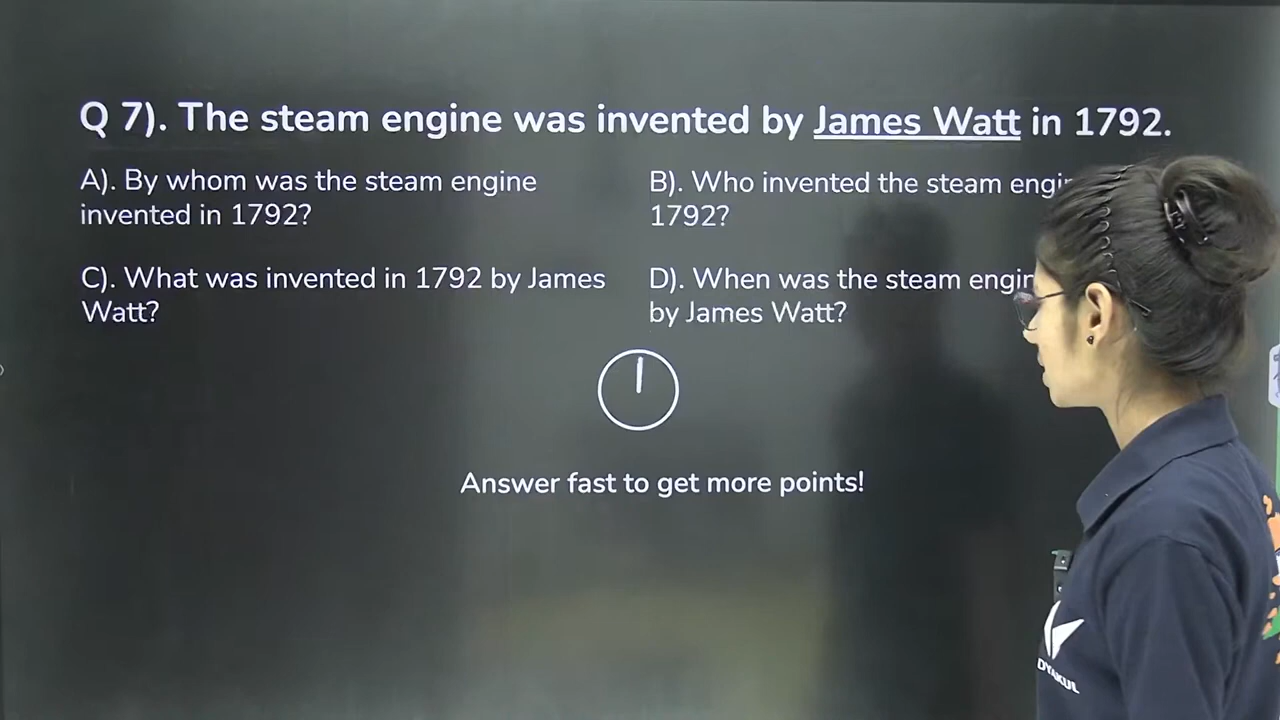 Q 7). The steam engine was invented by James Watt in 1792.
A). By whom was the steam engine
invented in 1792?
B). Who invented the steam
1792?
C). What was invented in 1792 by James
Watt?
D). When was the steam
by James Watt?
Answer fast to get more points!